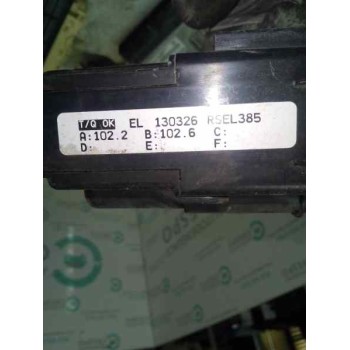 T/Q OK EL 130326 RSEL385
A:102.2 B:102.6 C:
D: E: F: